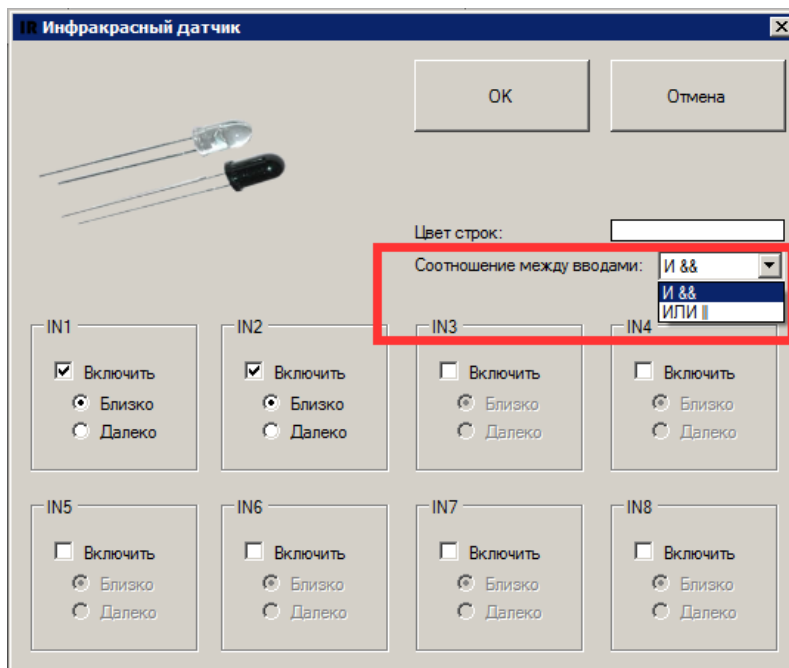 IR Инфракрасный датчик
OK Отмена
Цвет строк:
Соотношение между вводами: И &&
И &&
ИЛИ ||
IN1 IN2 IN3 IN4
Включить Включить Включить Включить
Близко Близко Близко Близко
Далеко Далеко Далеко Далеко
IN5 IN6 IN7 IN8
Включить Включить Включить Включить
Близко Близко Близко Близко
Далеко Далеко Далеко Далеко